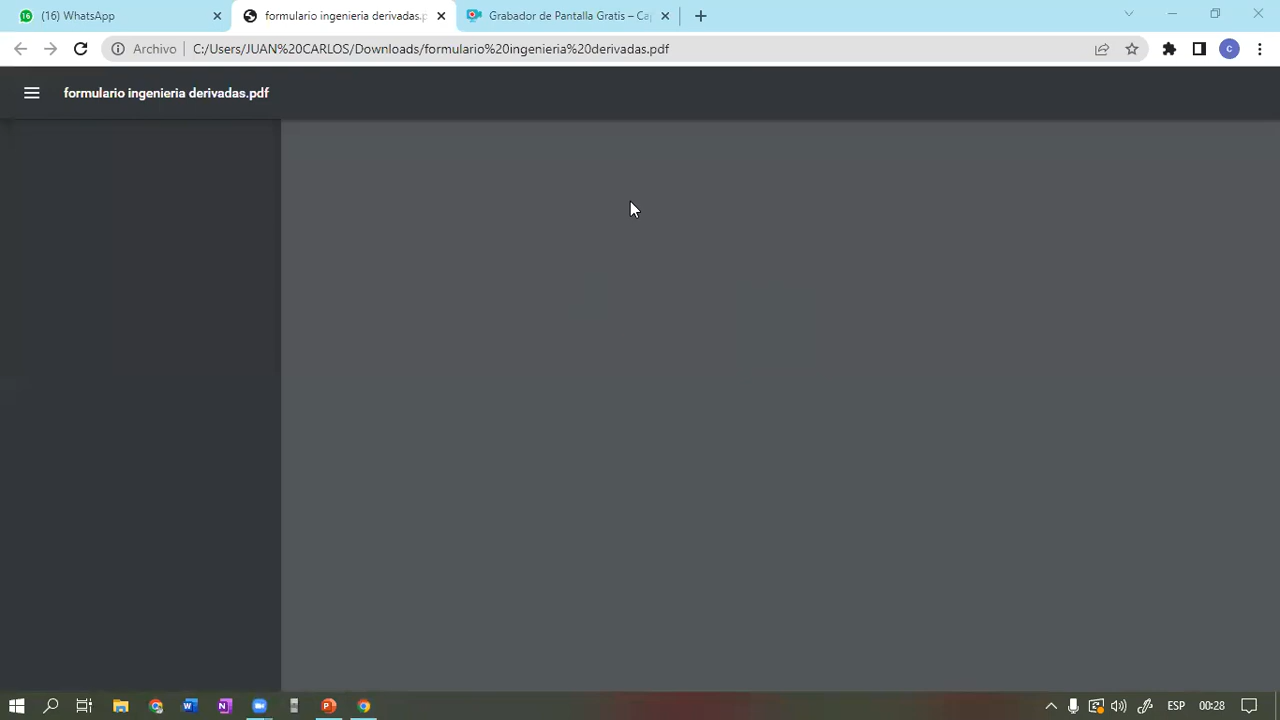 (16) WhatsApp
formulario ingenieria derivadas.p
Grabador de Pantalla Gratis – Ca
Archivo
C:/Users/JUAN%20CARLOS/Downloads/formulario%20ingenieria%20derivadas.pdf
C
formulario ingenieria derivadas.pdf
ESP
00:28